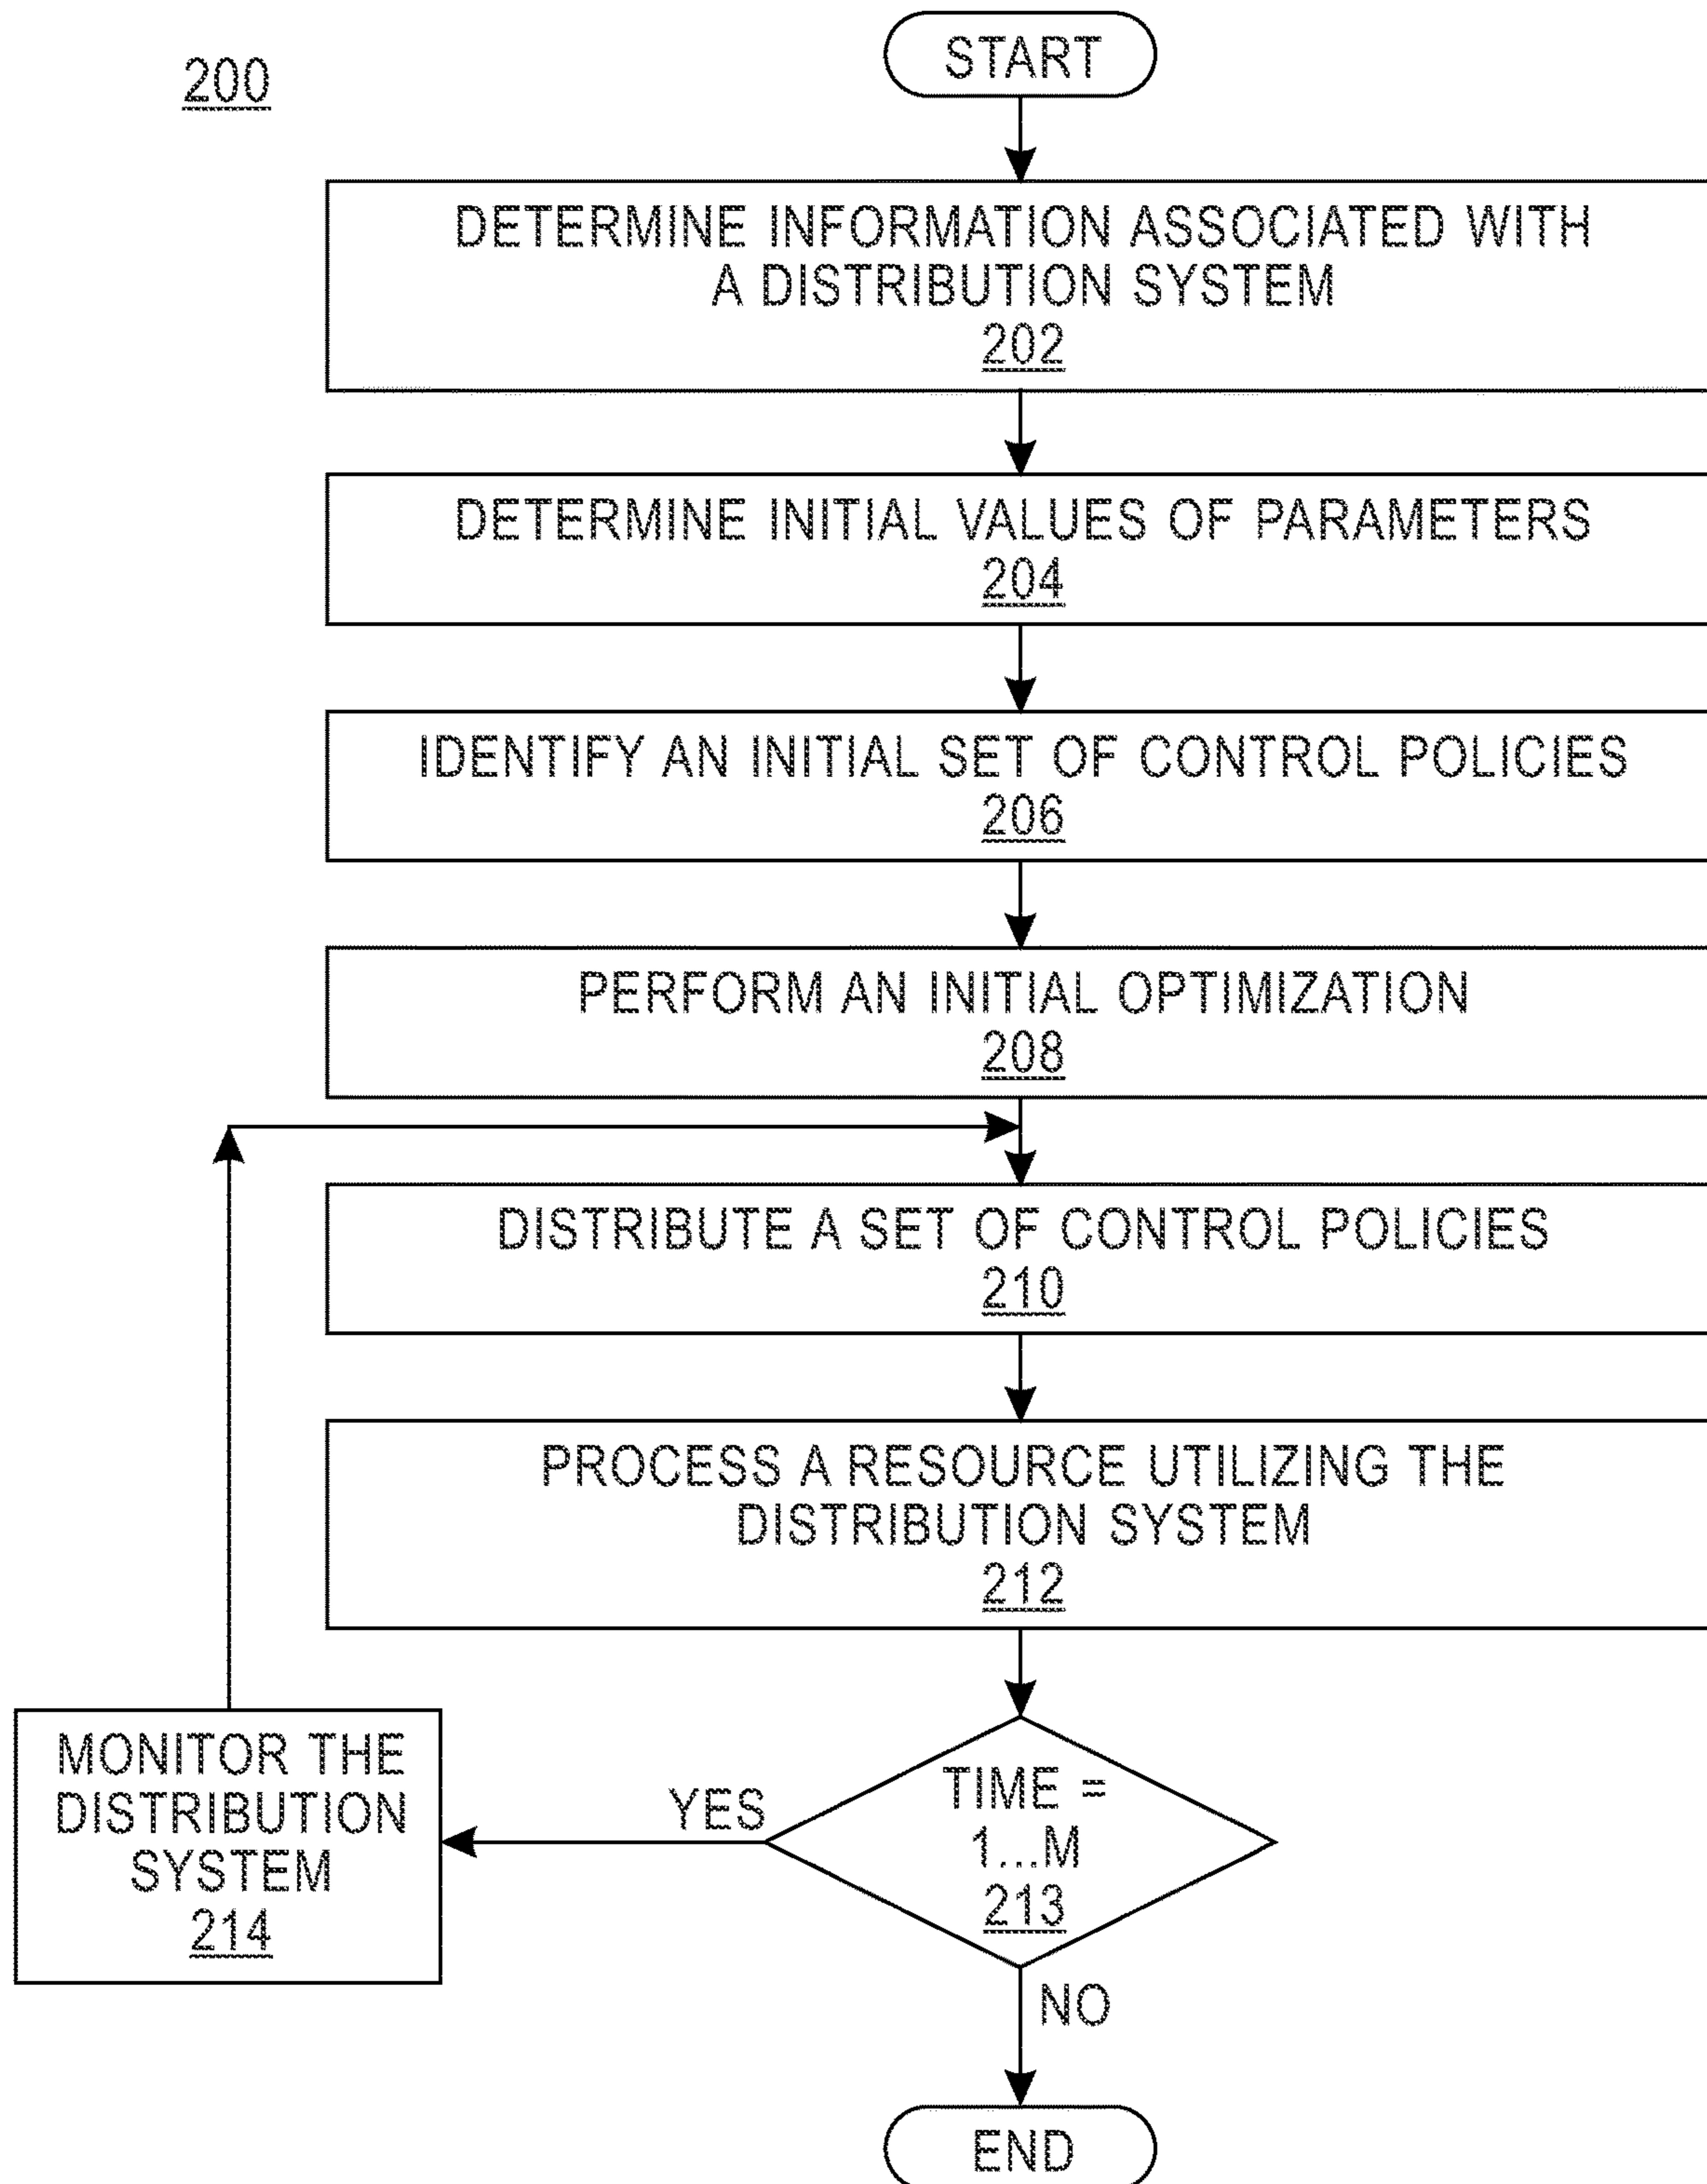 200
START
DETERMINE INFORMATION ASSOCIATED WITH
A DISTRIBUTION SYSTEM
202
DETERMINE INITIAL VALUES OF PARAMETERS
204
IDENTIFY AN INITIAL SET OF CONTROL POLICIES
206
PERFORM AN INITIAL OPTIMIZATION
208
DISTRIBUTE A SET OF CONTROL POLICIES
210
PROCESS A RESOURCE UTILIZING THE
DISTRIBUTION SYSTEM
212
TIME =
1...M
213
YES
MONITOR THE
DISTRIBUTION
SYSTEM
214
NO
END